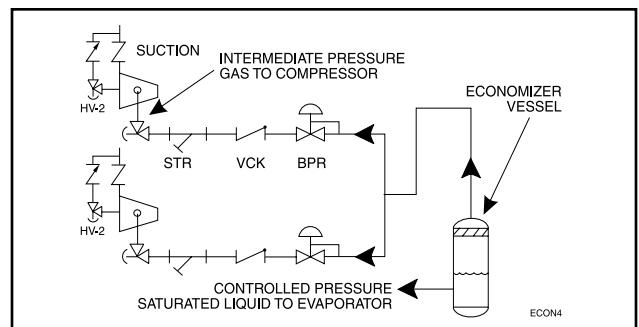 SUCTION
INTERMEDIATE PRESSURE
GAS TO COMPRESSOR
HV-2
ECONOMIZER
VESSEL
STR
VCK
BPR
HV-2
CONTROLLED PRESSURE
SATURATED LIQUID TO EVAPORATOR
ECON4